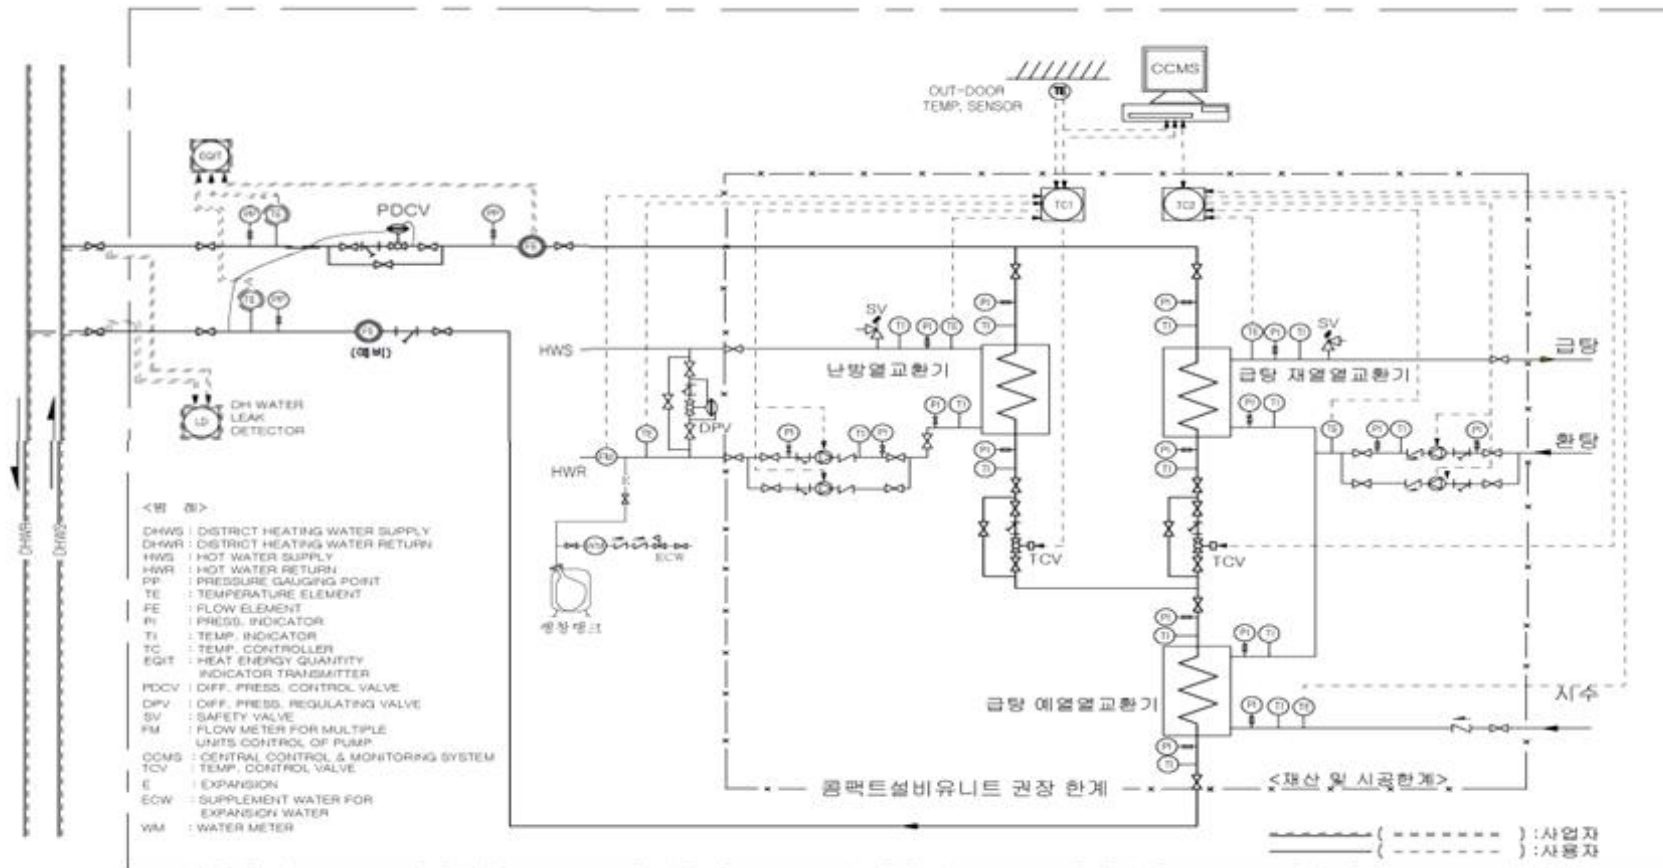 CCMS
OUT-DOOR
TEMP, SENSOR
TE
EQIT
TC1
TC2
PP
TE
PDCV
PP
FE
TE
PP
FE
(예비)
PI
TI
PI
TI
SV
TI
PI
TE
TE
PI
TI
SV
HWS
난방열교환기
급탕 재열열교환기
급탕
LD
DH WATER
LEAK
DETECTOR
DPV
PI
TI
PI
TI
HWR
FM
TE
PI
TI
PI
PI
TI
PI
TI
TE
PI
TI
PI
환탕
<범 례>
DHWR
DHWS
DHWS : DISTRICT HEATING WATER SUPPLY
DHWR : DISTRICT HEATING WATER RETURN
HWS : HOT WATER SUPPLY
HWR : HOT WATER RETURN
PP : PRESSURE GAUGING POINT
TE : TEMPERATURE ELEMENT
FE : FLOW ELEMENT
PI : PRESS. INDICATOR
TI : TEMP. INDICATOR
TC : TEMP. CONTROLLER
EQIT : HEAT ENERGY QUANTITY
INDICATOR TRANSMITTER
PDCV : DIFF. PRESS. CONTROL VALVE
DPV : DIFF. PRESS. REGULATING VALVE
SV : SAFETY VALVE
FM : FLOW METER FOR MULTIPLE
UNITS CONTROL OF PUMP
CCMS : CENTRAL CONTROL & MONITORING SYSTEM
TCV : TEMP. CONTROL VALVE
E : EXPANSION
ECW : SUPPLEMENT WATER FOR
EXPANSION WATER
WM : WATER METER
WM
ECW
팽창탱크
TCV
TCV
PI
TI
PI
TI
급탕 예열열교환기
PI
TI
TE
시수
PI
TI
콤팩트설비유니트 권장 한계
<재산 및 시공한계>
( ) : 사업자
( ) : 사용자